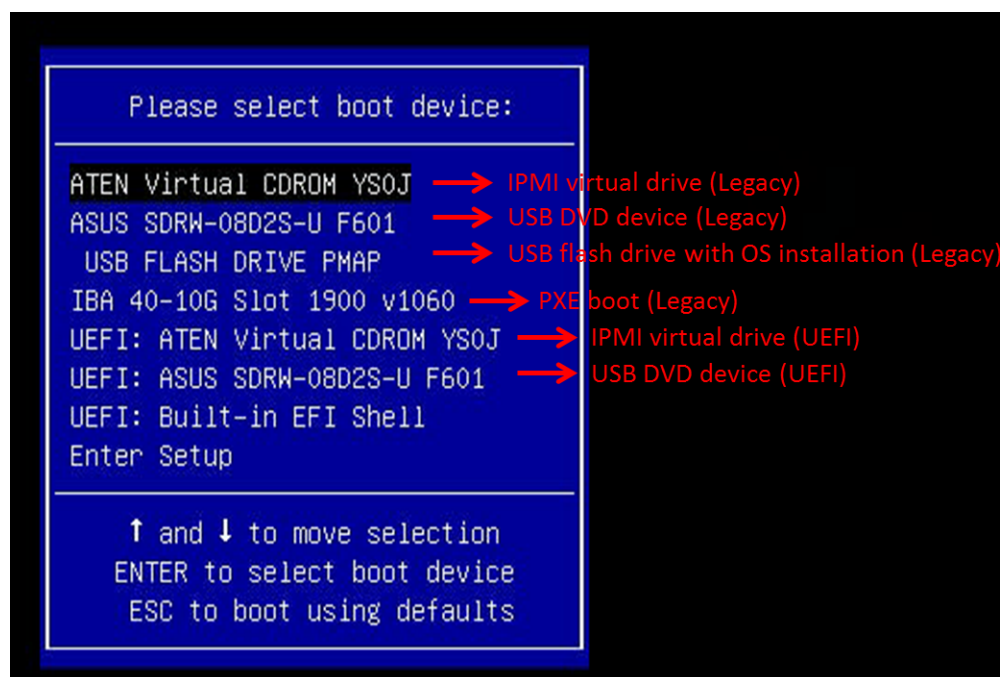 Please select boot device:
ATEN Virtual CDROM YS0J → IPMI virtual drive (Legacy)
ASUS SDRW-08D2S-U F601 → USB DVD device (Legacy)
USB FLASH DRIVE PMAP → USB flash drive with OS installation (Legacy)
IBA 40-10G Slot 1900 v1060 → PXE boot (Legacy)
UEFI: ATEN Virtual CDROM YS0J → IPMI virtual drive (UEFI)
UEFI: ASUS SDRW-08D2S-U F601 → USB DVD device (UEFI)
UEFI: Built-in EFI Shell
Enter Setup
↑ and ↓ to move selection
ENTER to select boot device
ESC to boot using defaults